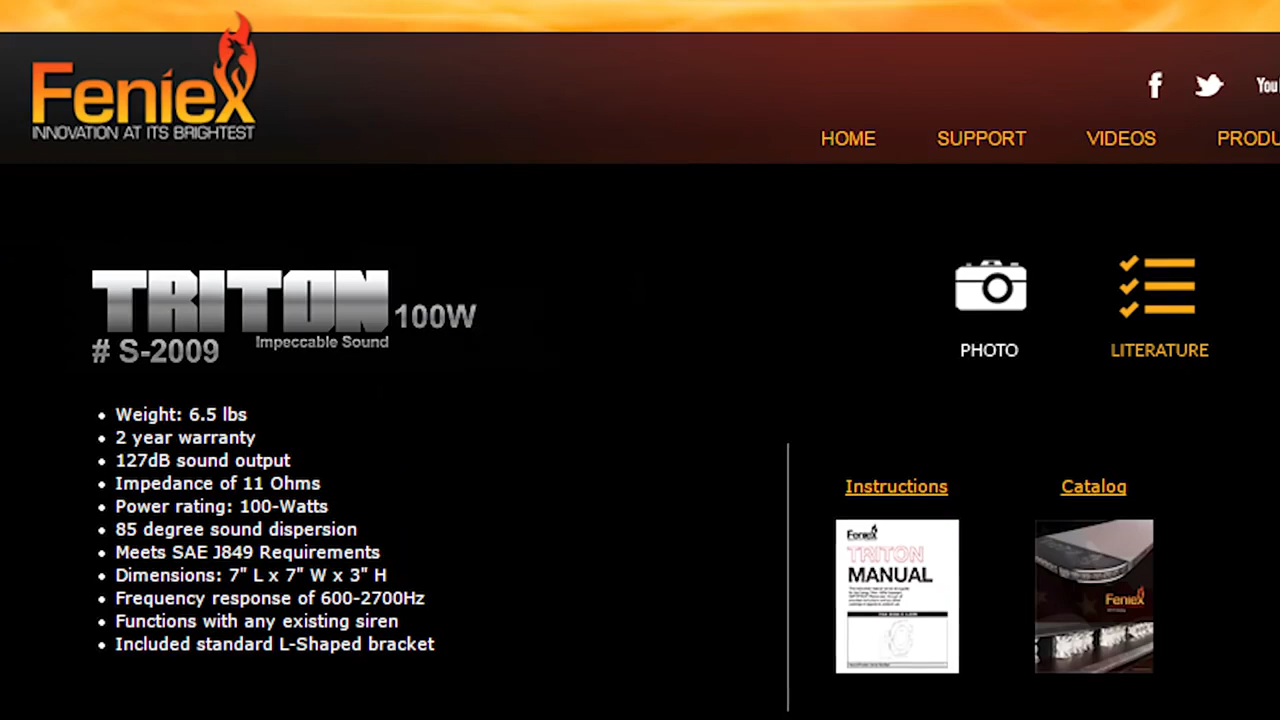 Feniex
INNOVATION AT ITS BRIGHTEST
You
HOME SUPPORT VIDEOS PRODU
TRITON 100W
Impeccable Sound
# S-2009
PHOTO LITERATURE
• Weight: 6.5 lbs
• 2 year warranty
• 127dB sound output
• Impedance of 11 Ohms
• Power rating: 100-Watts
• 85 degree sound dispersion
• Meets SAE J849 Requirements
• Dimensions: 7" L x 7" W x 3" H
• Frequency response of 600-2700Hz
• Functions with any existing siren
• Included standard L-Shaped bracket
Instructions Catalog
Feniex
TRITON
MANUAL
Feniex